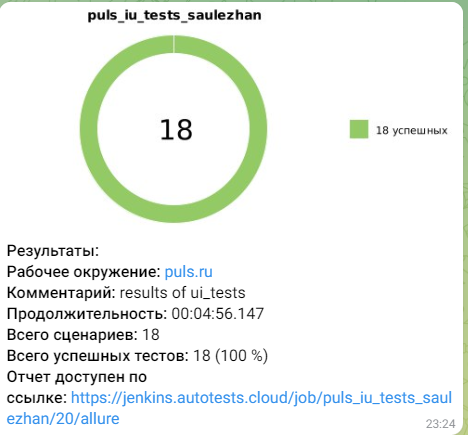 puls_iu_tests_saulezhan
18
18 успешных
Результаты:
Рабочее окружение: puls.ru
Комментарий: results of ui_tests
Продолжительность: 00:04:56.147
Всего сценариев: 18
Всего успешных тестов: 18 (100 %)
Отчет доступен по
ссылке: https://jenkins.autotests.cloud/job/puls_iu_tests_saul
ezhan/20/allure
23:24